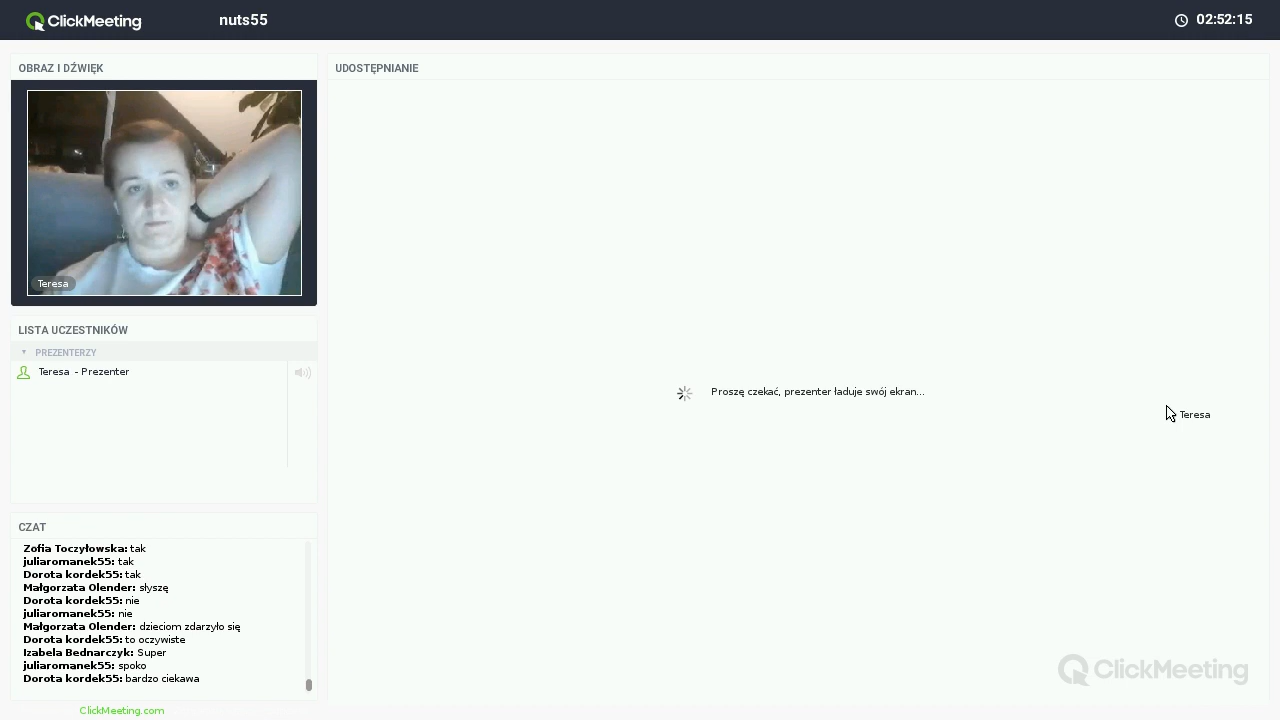 ClickMeeting
nuts55
02:52:15
OBRAZ I DŹWIĘK
Teresa
LISTA UCZESTNIKÓW
PREZENTERZY
Teresa - Prezenter
CZAT
Zofia Toczyłowska: tak
juliaromanek55: tak
Dorota kordek55: tak
Małgorzata Olender: słyszę
Dorota kordek55: nie
juliaromanek55: nie
Małgorzata Olender: dzieciom zdarzyło się
Dorota kordek55: to oczywiste
Izabela Bednarczyk: Super
juliaromanek55: spoko
Dorota kordek55: bardzo ciekawa
ClickMeeting.com
UDOSTĘPNIANIE
Proszę czekać, prezenter ładuje swój ekran...
Teresa
ClickMeeting